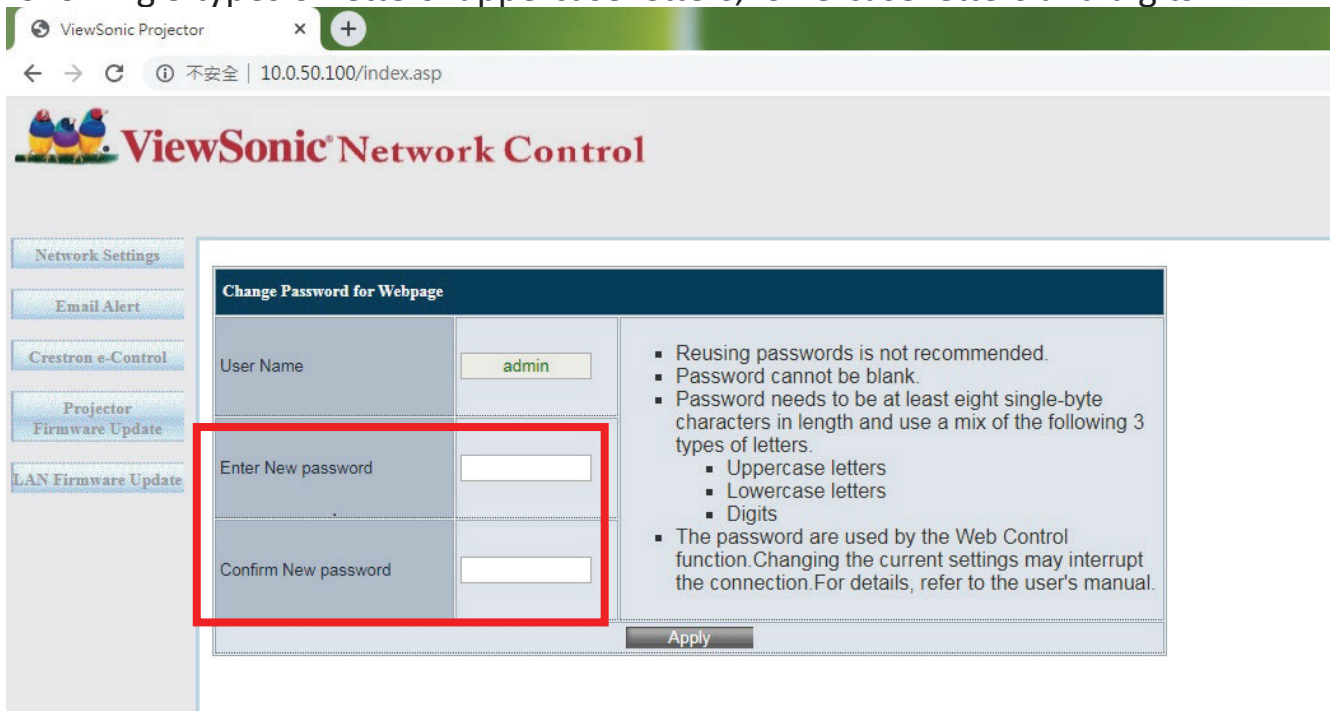 ViewSonic Projector
不安全 | 10.0.50.100/index.asp
ViewSonic® Network Control
Network Settings
Email Alert
Crestron e-Control
Projector
Firmware Update
LAN Firmware Update
Change Password for Webpage
User Name
admin
Enter New password
.
Confirm New password
Reusing passwords is not recommended.
Password cannot be blank.
Password needs to be at least eight single-byte
characters in length and use a mix of the following 3
types of letters.
Uppercase letters
Lowercase letters
Digits
The password are used by the Web Control
function.Changing the current settings may interrupt
the connection.For details, refer to the user's manual.
Apply